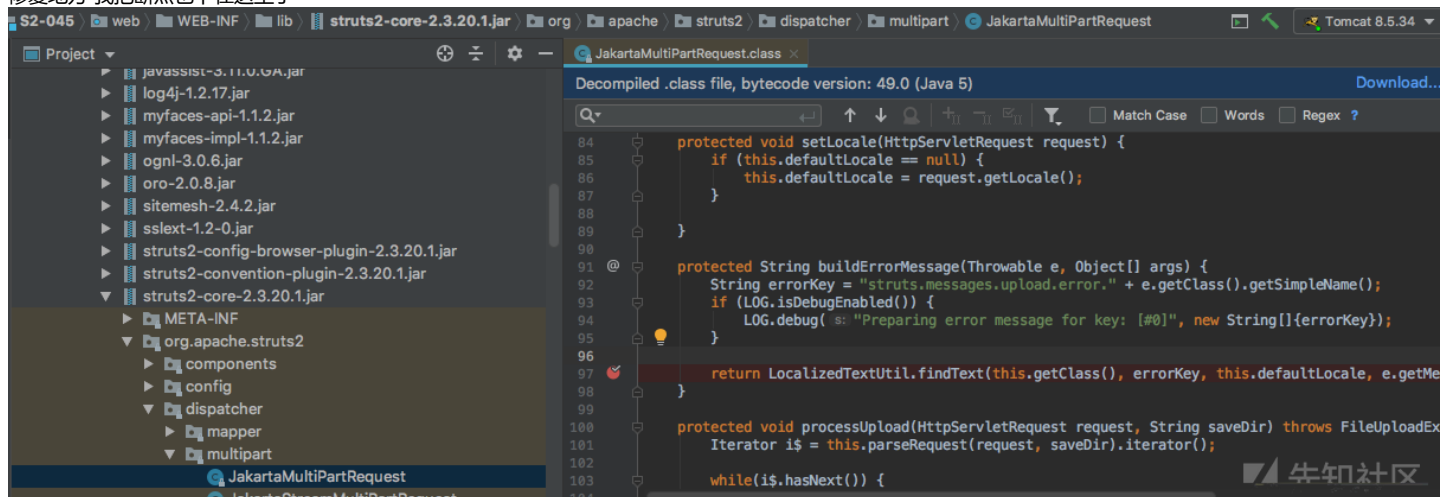 S2-045 web WEB-INF lib struts2-core-2.3.20.1.jar org apache struts2 dispatcher multipart JakartaMultiPartRequest Tomcat 8.5.34
Project
JakartaMultiPartRequest.class
javassist-3.11.0.GA.jar
log4j-1.2.17.jar
myfaces-api-1.1.2.jar
myfaces-impl-1.1.2.jar
ognl-3.0.6.jar
oro-2.0.8.jar
sitemesh-2.4.2.jar
sslext-1.2-0.jar
struts2-config-browser-plugin-2.3.20.1.jar
struts2-convention-plugin-2.3.20.1.jar
struts2-core-2.3.20.1.jar
META-INF
org.apache.struts2
components
config
dispatcher
mapper
multipart
JakartaMultiPartRequest
Decompiled .class file, bytecode version: 49.0 (Java 5) Download...
Match Case Words Regex ?
84 protected void setLocale(HttpServletRequest request) {
85 if (this.defaultLocale == null) {
86 this.defaultLocale = request.getLocale();
87 }
88
89 }
90
91 @ protected String buildErrorMessage(Throwable e, Object[] args) {
92 String errorKey = "struts.messages.upload.error." + e.getClass().getSimpleName();
93 if (LOG.isDebugEnabled()) {
94 LOG.debug( s: "Preparing error message for key: [#0]", new String[]{errorKey});
95 }
96
97 return LocalizedTextUtil.findText(this.getClass(), errorKey, this.defaultLocale, e.getMe
98 }
99
100 protected void processUpload(HttpServletRequest request, String saveDir) throws FileUploadEx
101 Iterator i$ = this.parseRequest(request, saveDir).iterator();
102
103 while(i$.hasNext()) {
先知社区